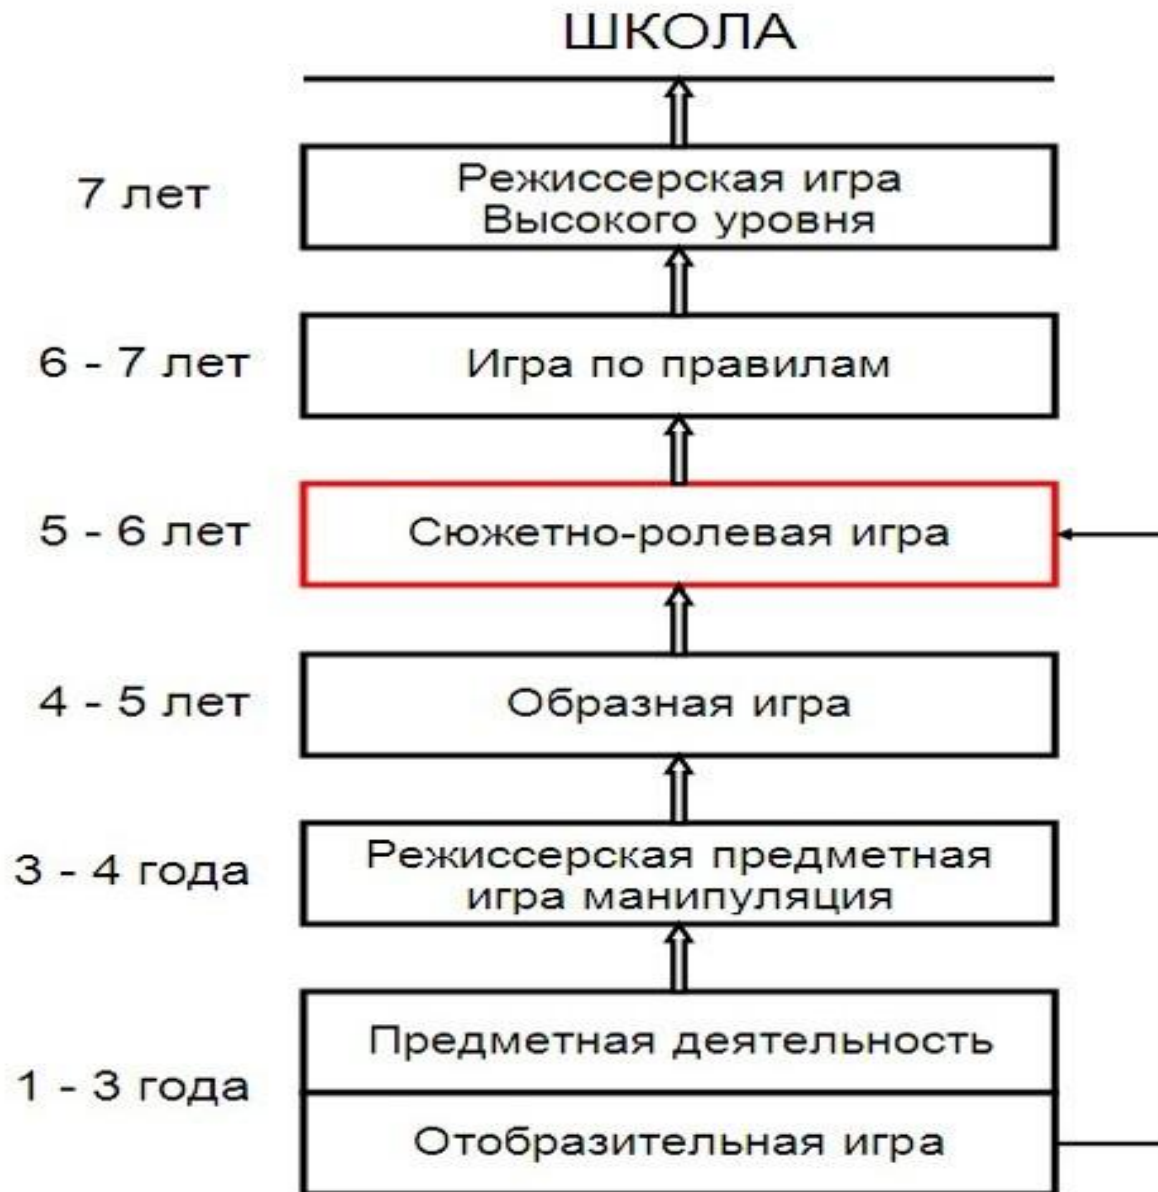 ШКОЛА
7 лет
Режиссерская игра
Высокого уровня
6 - 7 лет
Игра по правилам
5 - 6 лет
Сюжетно-ролевая игра
4 - 5 лет
Образная игра
3 - 4 года
Режиссерская предметная
игра манипуляция
1 - 3 года
Предметная деятельность
Отобразительная игра